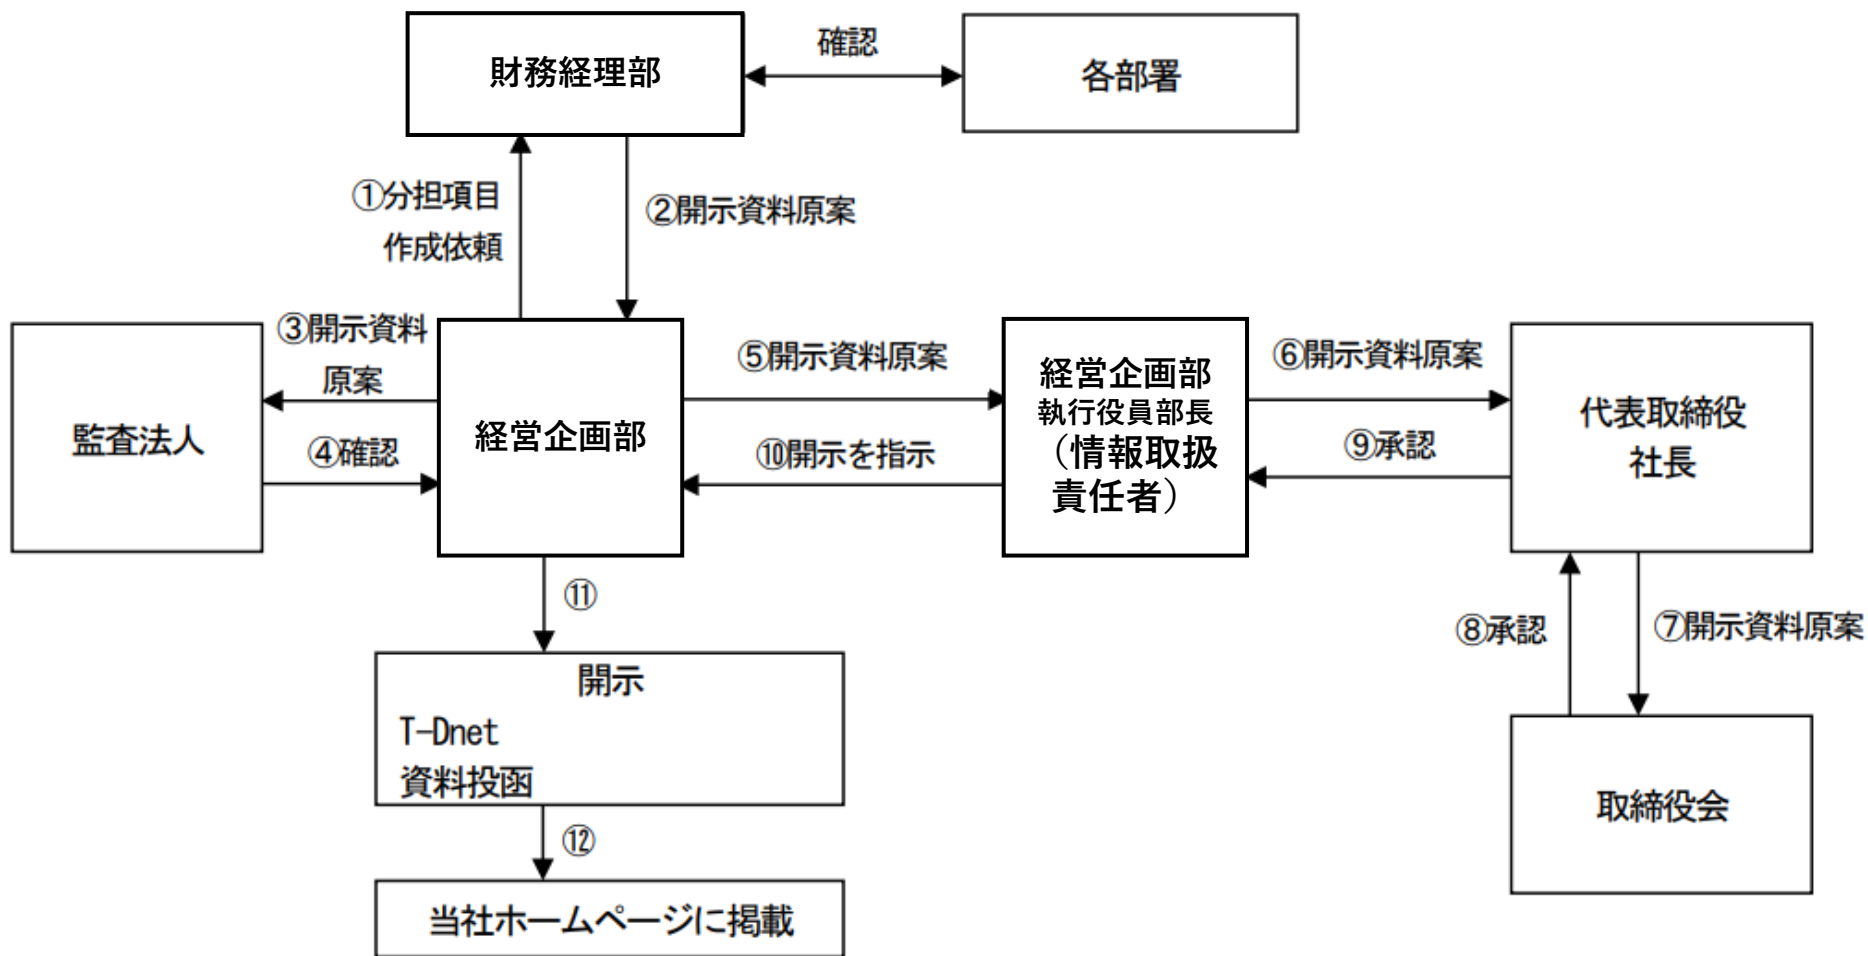 財務経理部
確認
各部署
①分担項目
作成依頼
②開示資料原案
③開示資料
原案
監査法人
④確認
経営企画部
⑤開示資料原案
⑩開示を指示
経営企画部
執行役員部長
（情報取扱
責任者）
⑥開示資料原案
⑨承認
代表取締役
社長
⑧承認
⑦開示資料原案
取締役会
⑪
開示
T-Dnet
資料投函
⑫
当社ホームページに掲載